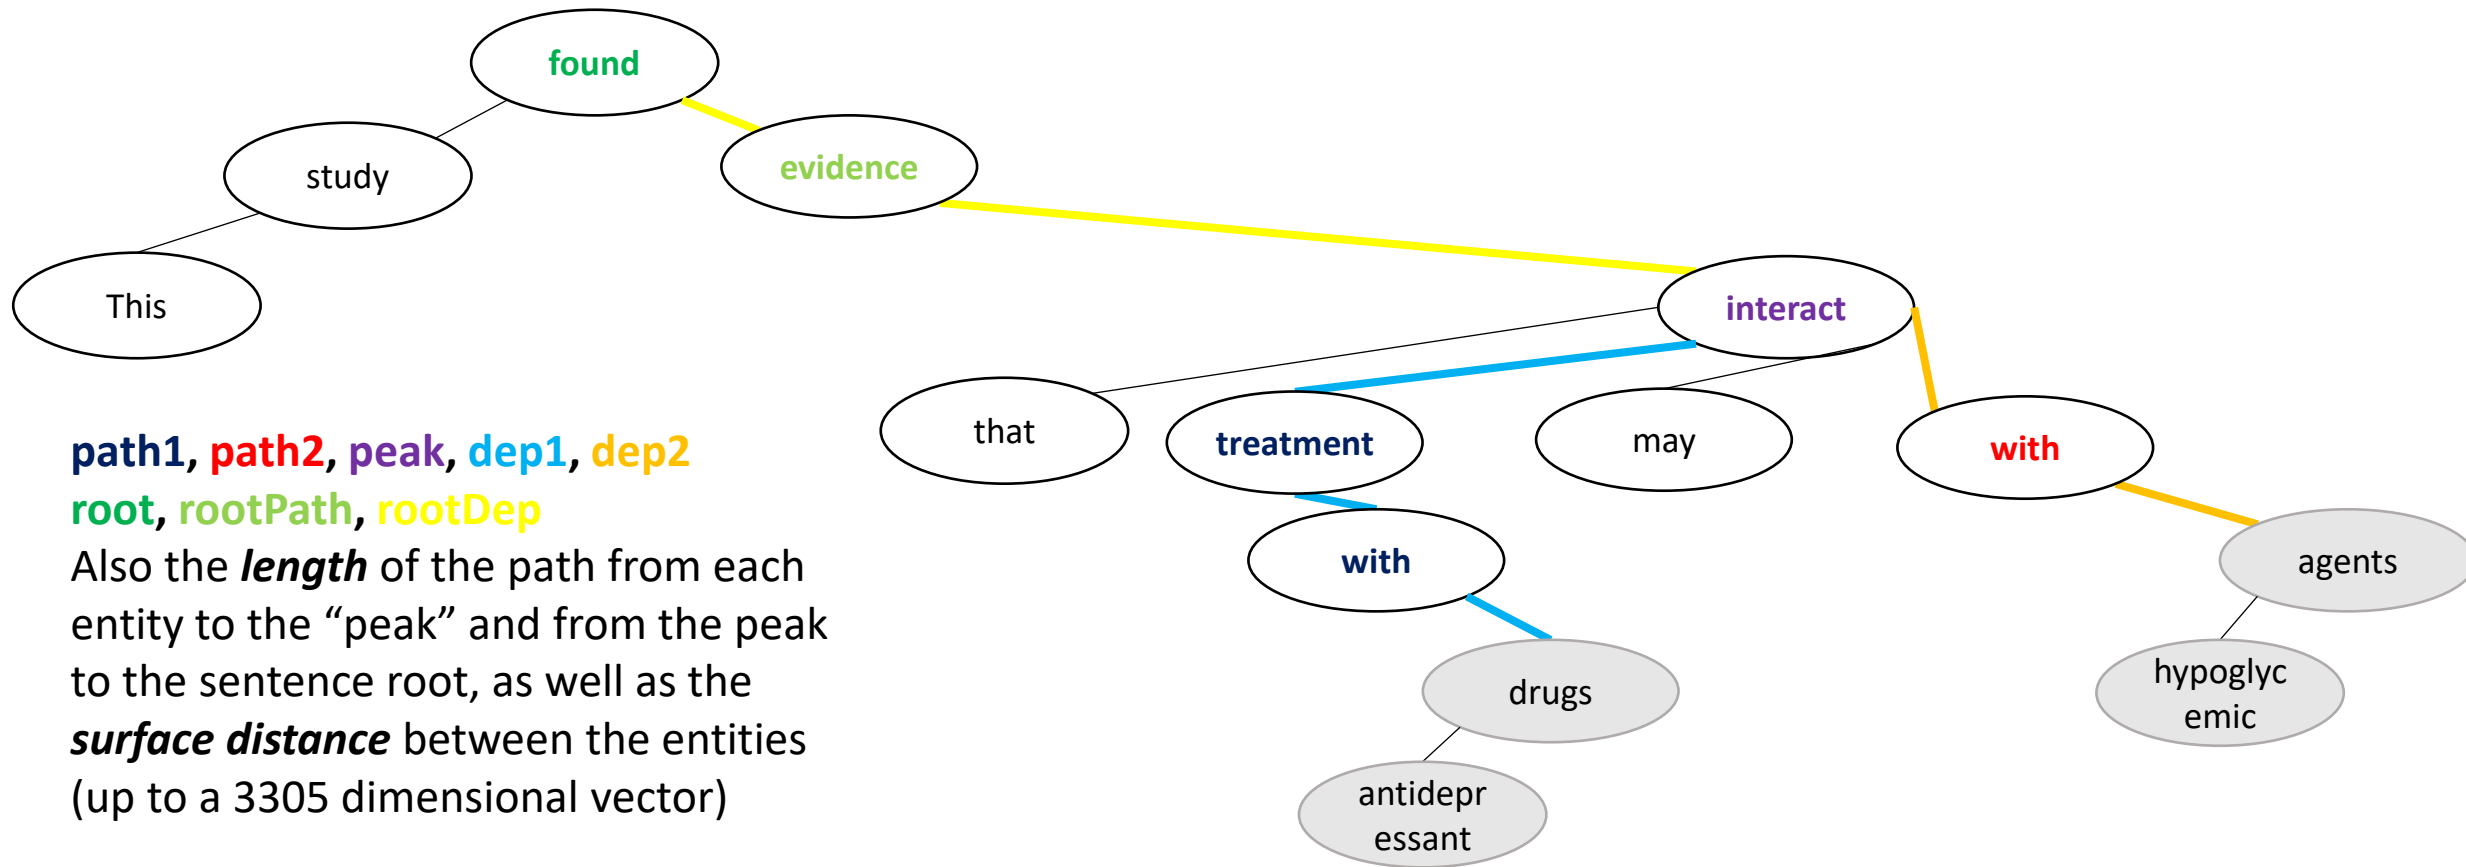 found
study
evidence
This
interact
that
treatment
may
with
with
agents
drugs
hypoglyc
emic
antidepr
essant
path1, path2, peak, dep1, dep2
root, rootPath, rootDep
Also the length of the path from each
entity to the “peak” and from the peak
to the sentence root, as well as the
surface distance between the entities
(up to a 3305 dimensional vector)